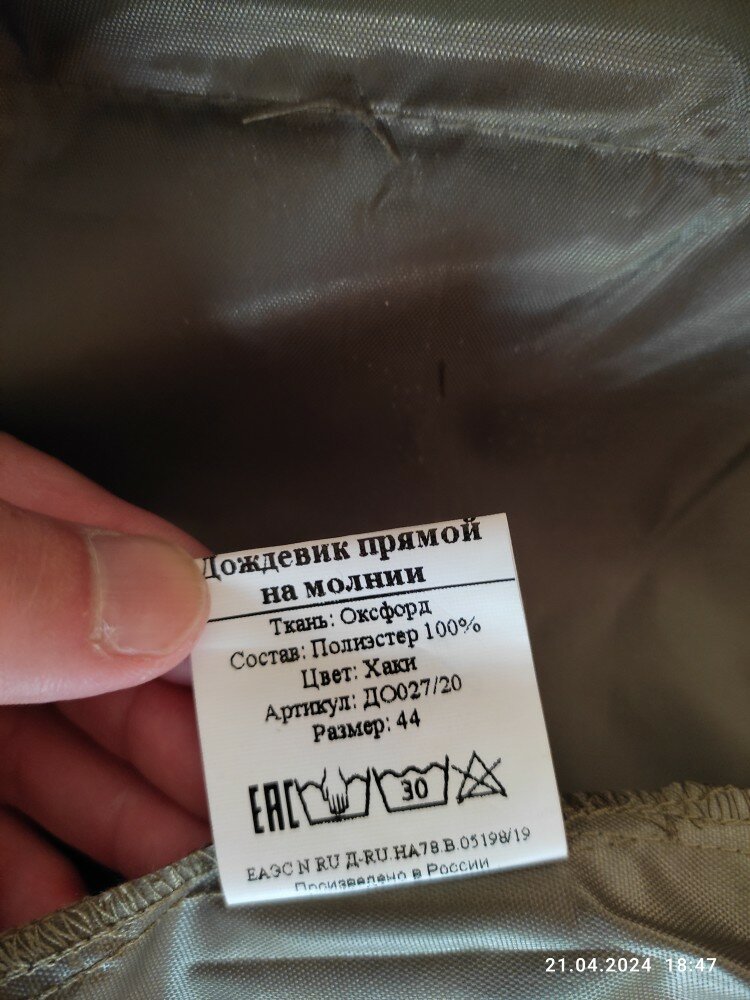 Дождевик прямой
на молнии
Ткань: Оксфорд
Состав: Полиэстер 100%
Цвет: Хаки
Артикул: ДО027/20
Размер: 44
ЕАС
30
ЕАЭС N RU Д-RU.НА78.В.05198/19
Произведено в России
21.04.2024 18:47